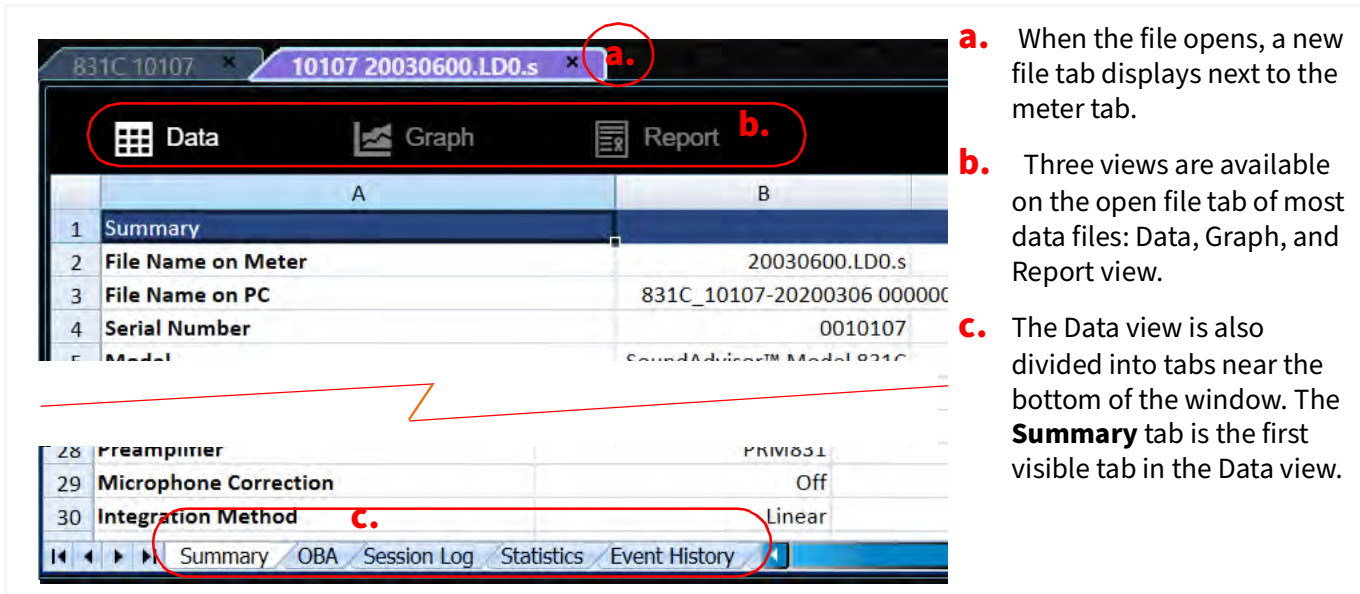 831C 10107 × 10107 20030600.LD0.s × a.
Data Graph Report b.
A B
1 Summary
2 File Name on Meter 20030600.LD0.s
3 File Name on PC 831C_10107-20200306 000000
4 Serial Number 0010107
5 Model SoundAdvisor™ Model 831C
28 Preamplifier PRM831
29 Microphone Correction Off
30 Integration Method Linear
c.
Summary OBA Session Log Statistics Event History
a. When the file opens, a new
file tab displays next to the
meter tab.
b. Three views are available
on the open file tab of most
data files: Data, Graph, and
Report view.
c. The Data view is also
divided into tabs near the
bottom of the window. The
Summary tab is the first
visible tab in the Data view.